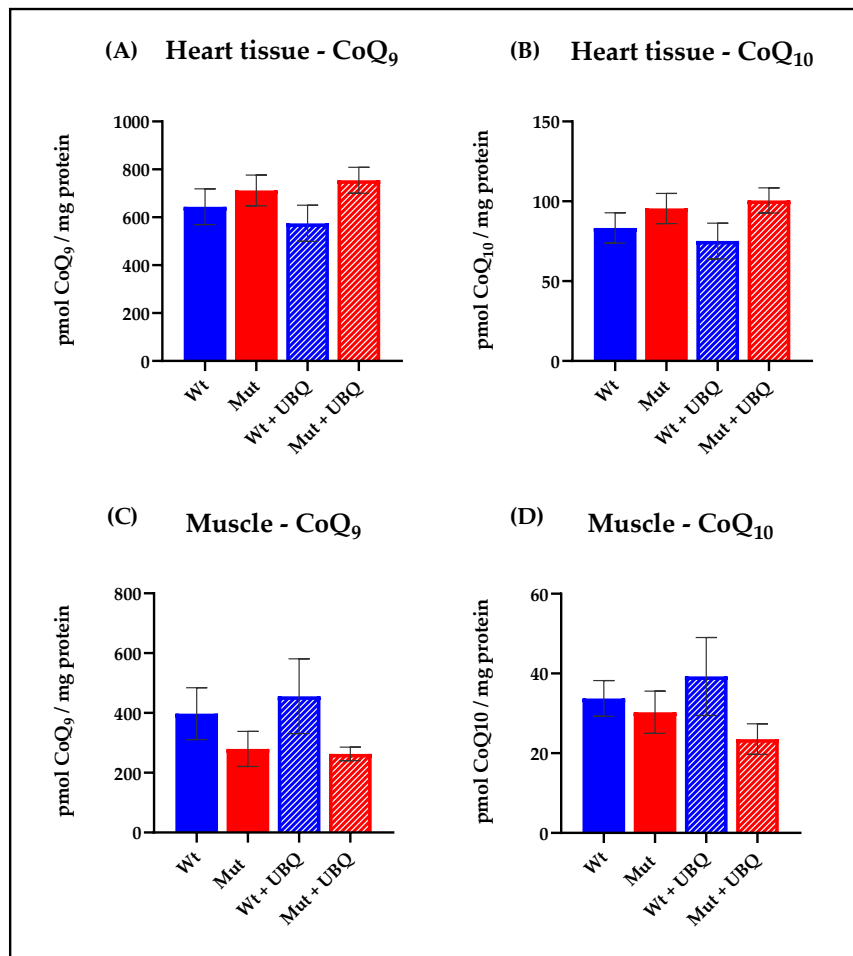 (A) Heart tissue - CoQ₉
pmol CoQ₉ / mg protein
1000
800
600
400
200
0
Wt
Mut
Wt + UBQ
Mut + UBQ
(B) Heart tissue - CoQ₁₀
pmol CoQ₁₀ / mg protein
150
100
50
0
Wt
Mut
Wt + UBQ
Mut + UBQ
(C) Muscle - CoQ₉
pmol CoQ₉ / mg protein
800
600
400
200
0
Wt
Mut
Wt + UBQ
Mut + UBQ
(D) Muscle - CoQ₁₀
pmol CoQ10 / mg protein
60
40
20
0
Wt
Mut
Wt + UBQ
Mut + UBQ